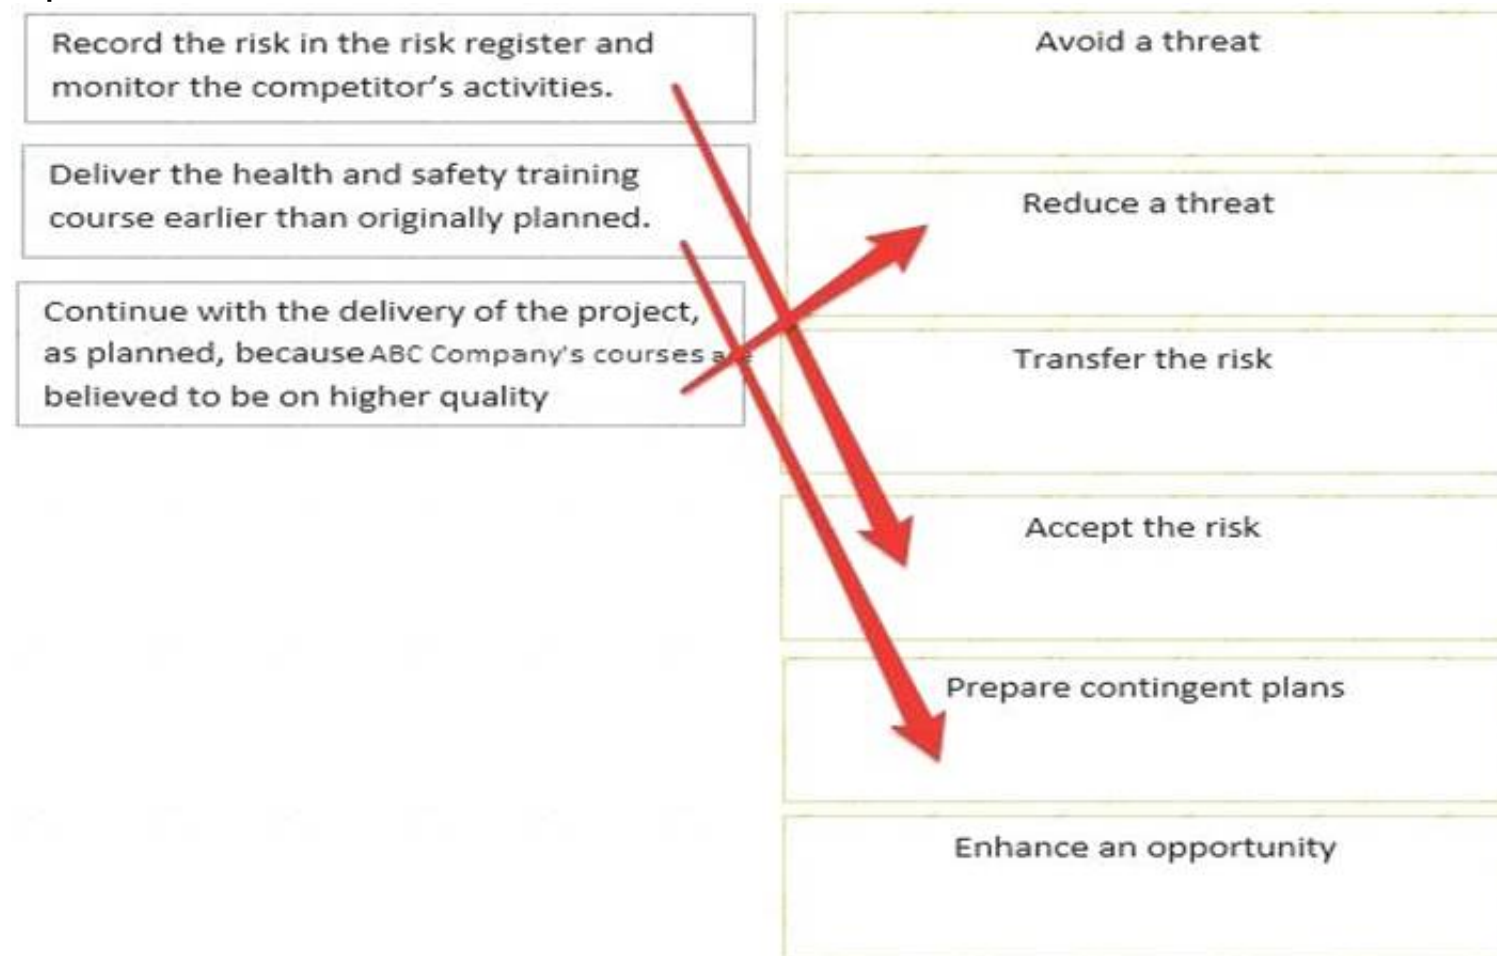 Record the risk in the risk register and
monitor the competitor's activities.
Deliver the health and safety training
course earlier than originally planned.
Continue with the delivery of the project,
as planned, because ABC Company's courses
believed to be on higher quality
Avoid a threat
Reduce a threat
Transfer the risk
Accept the risk
Prepare contingent plans
Enhance an opportunity